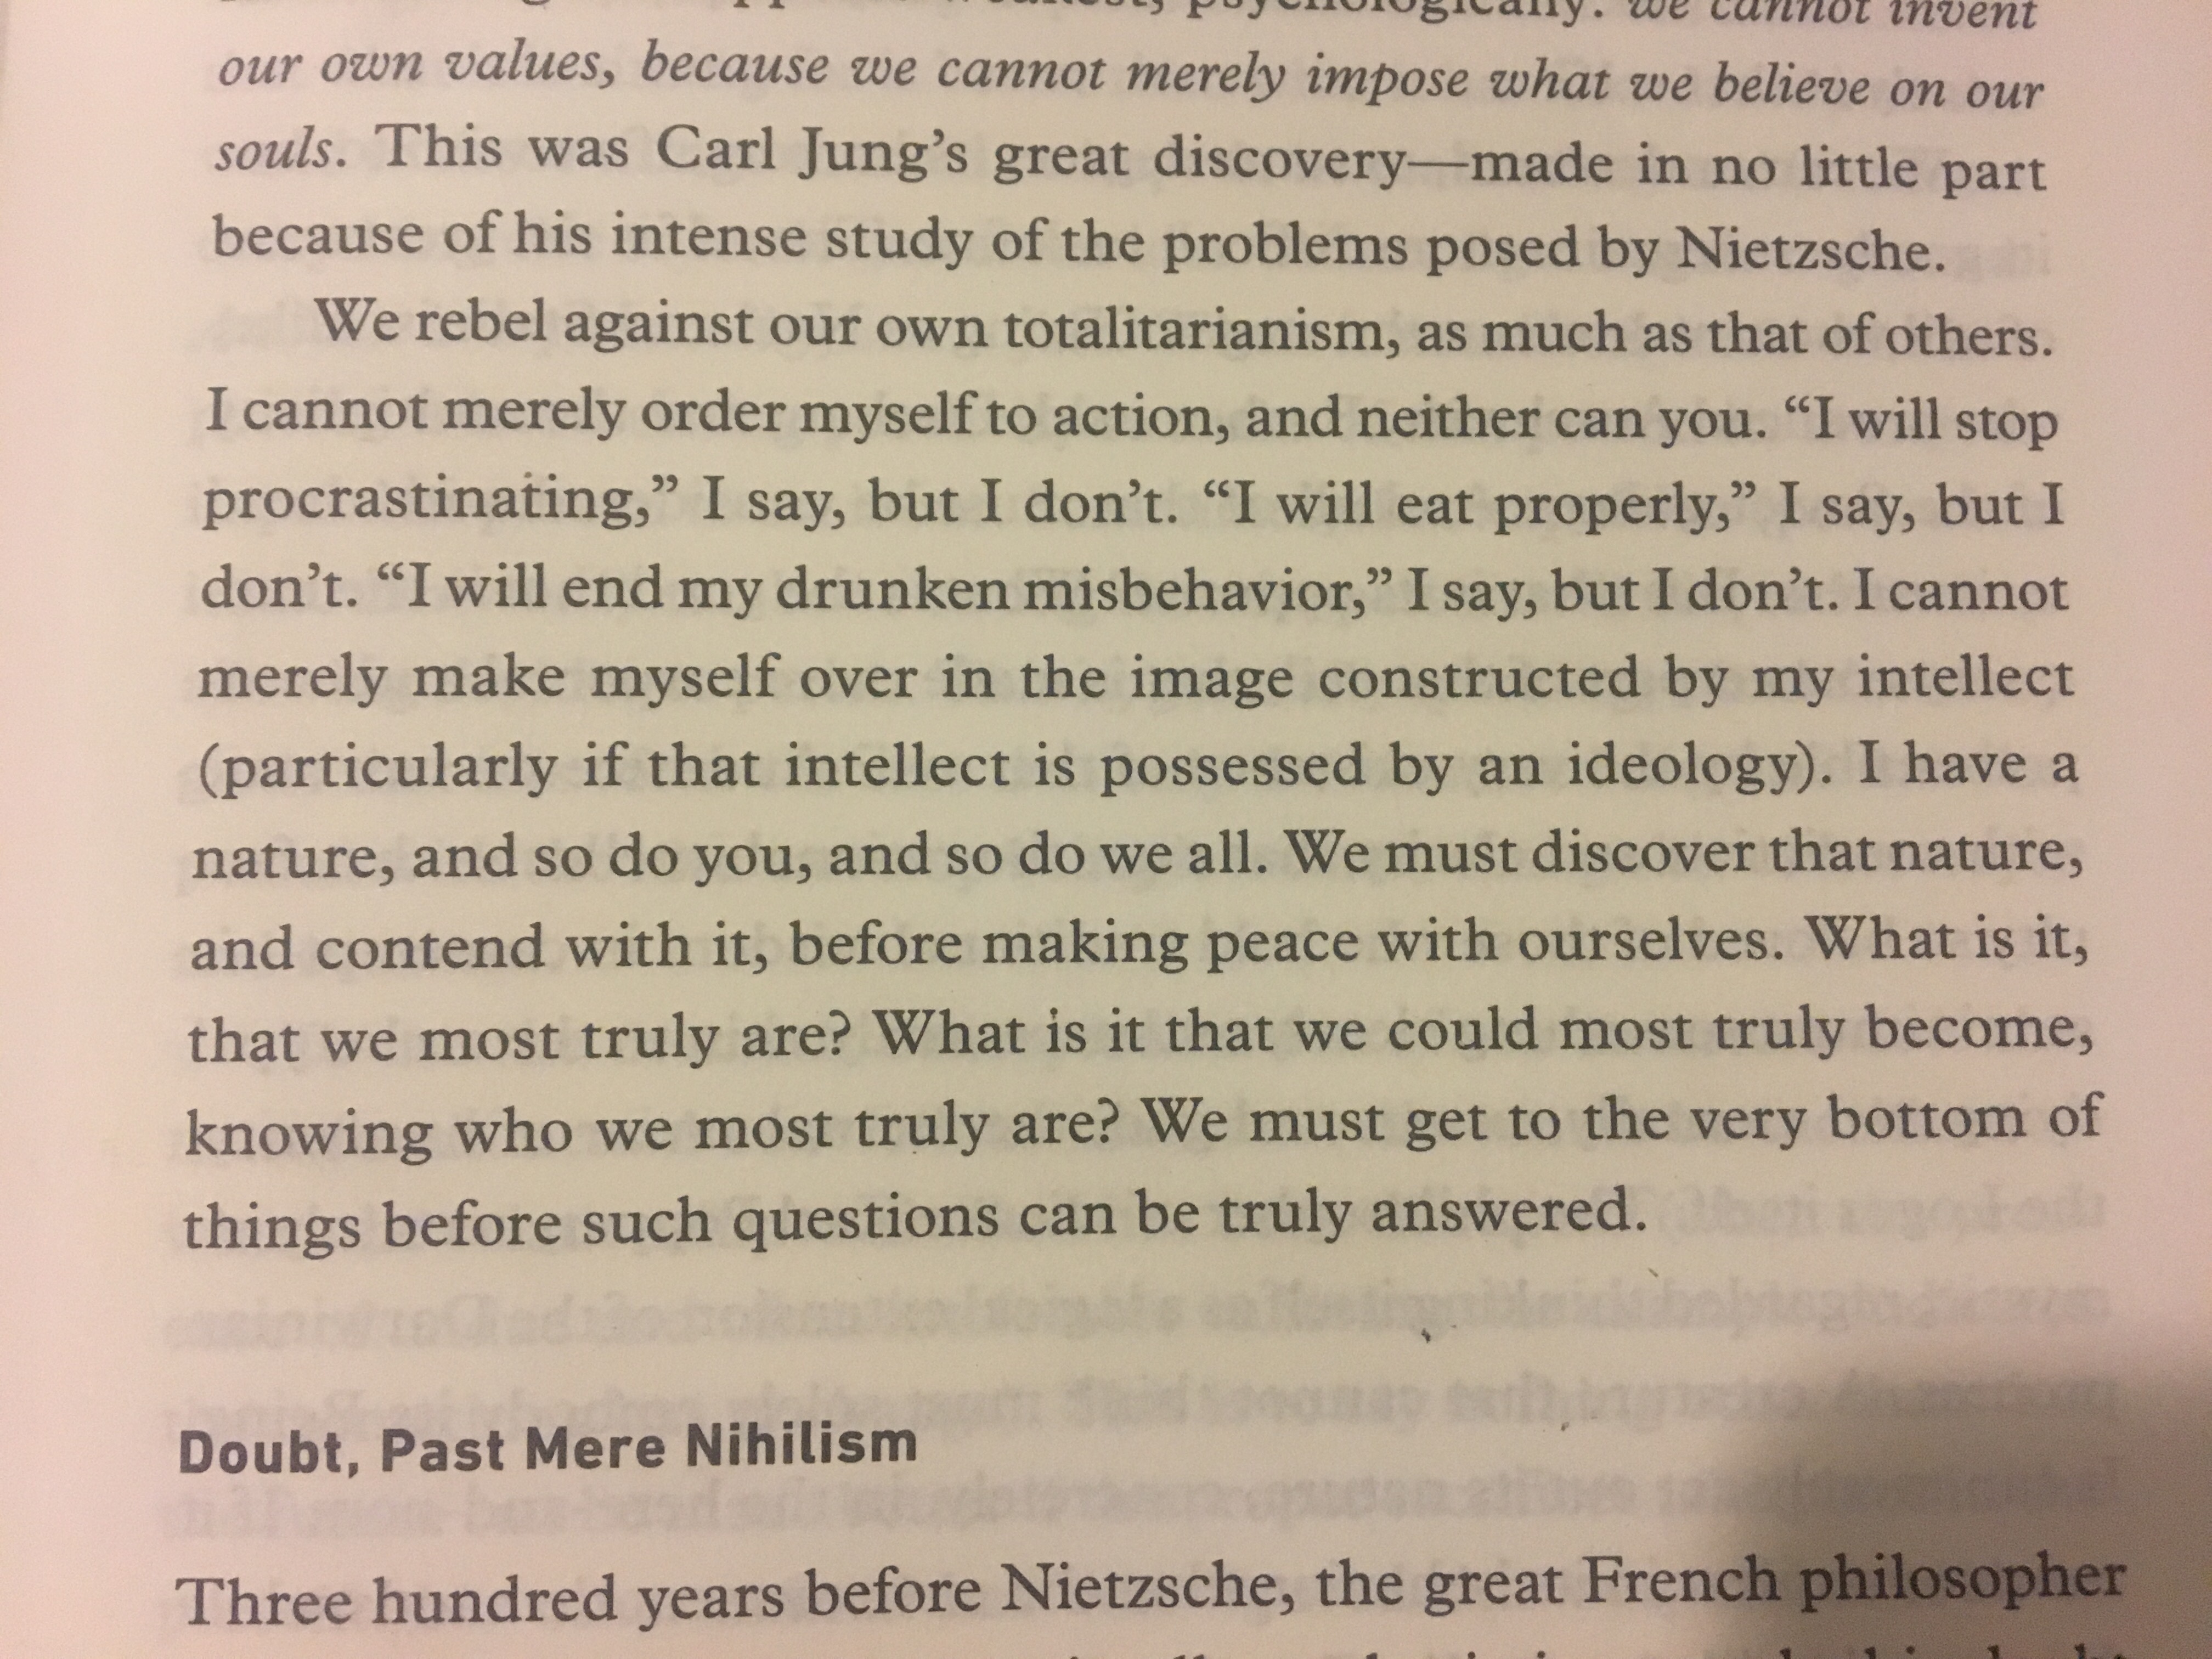 psychologically: we cannot invent
our own values, because we cannot merely impose what we believe on our
souls. This was Carl Jung’s great discovery—made in no little part
because of his intense study of the problems posed by Nietzsche.
We rebel against our own totalitarianism, as much as that of others.
I cannot merely order myself to action, and neither can you. “I will stop
procrastinating,” I say, but I don’t. “I will eat properly,” I say, but I
don’t. “I will end my drunken misbehavior,” I say, but I don’t. I cannot
merely make myself over in the image constructed by my intellect
(particularly if that intellect is possessed by an ideology). I have a
nature, and so do you, and so do we all. We must discover that nature,
and contend with it, before making peace with ourselves. What is it,
that we most truly are? What is it that we could most truly become,
knowing who we most truly are? We must get to the very bottom of
things before such questions can be truly answered.
Doubt, Past Mere Nihilism
Three hundred years before Nietzsche, the great French philosopher